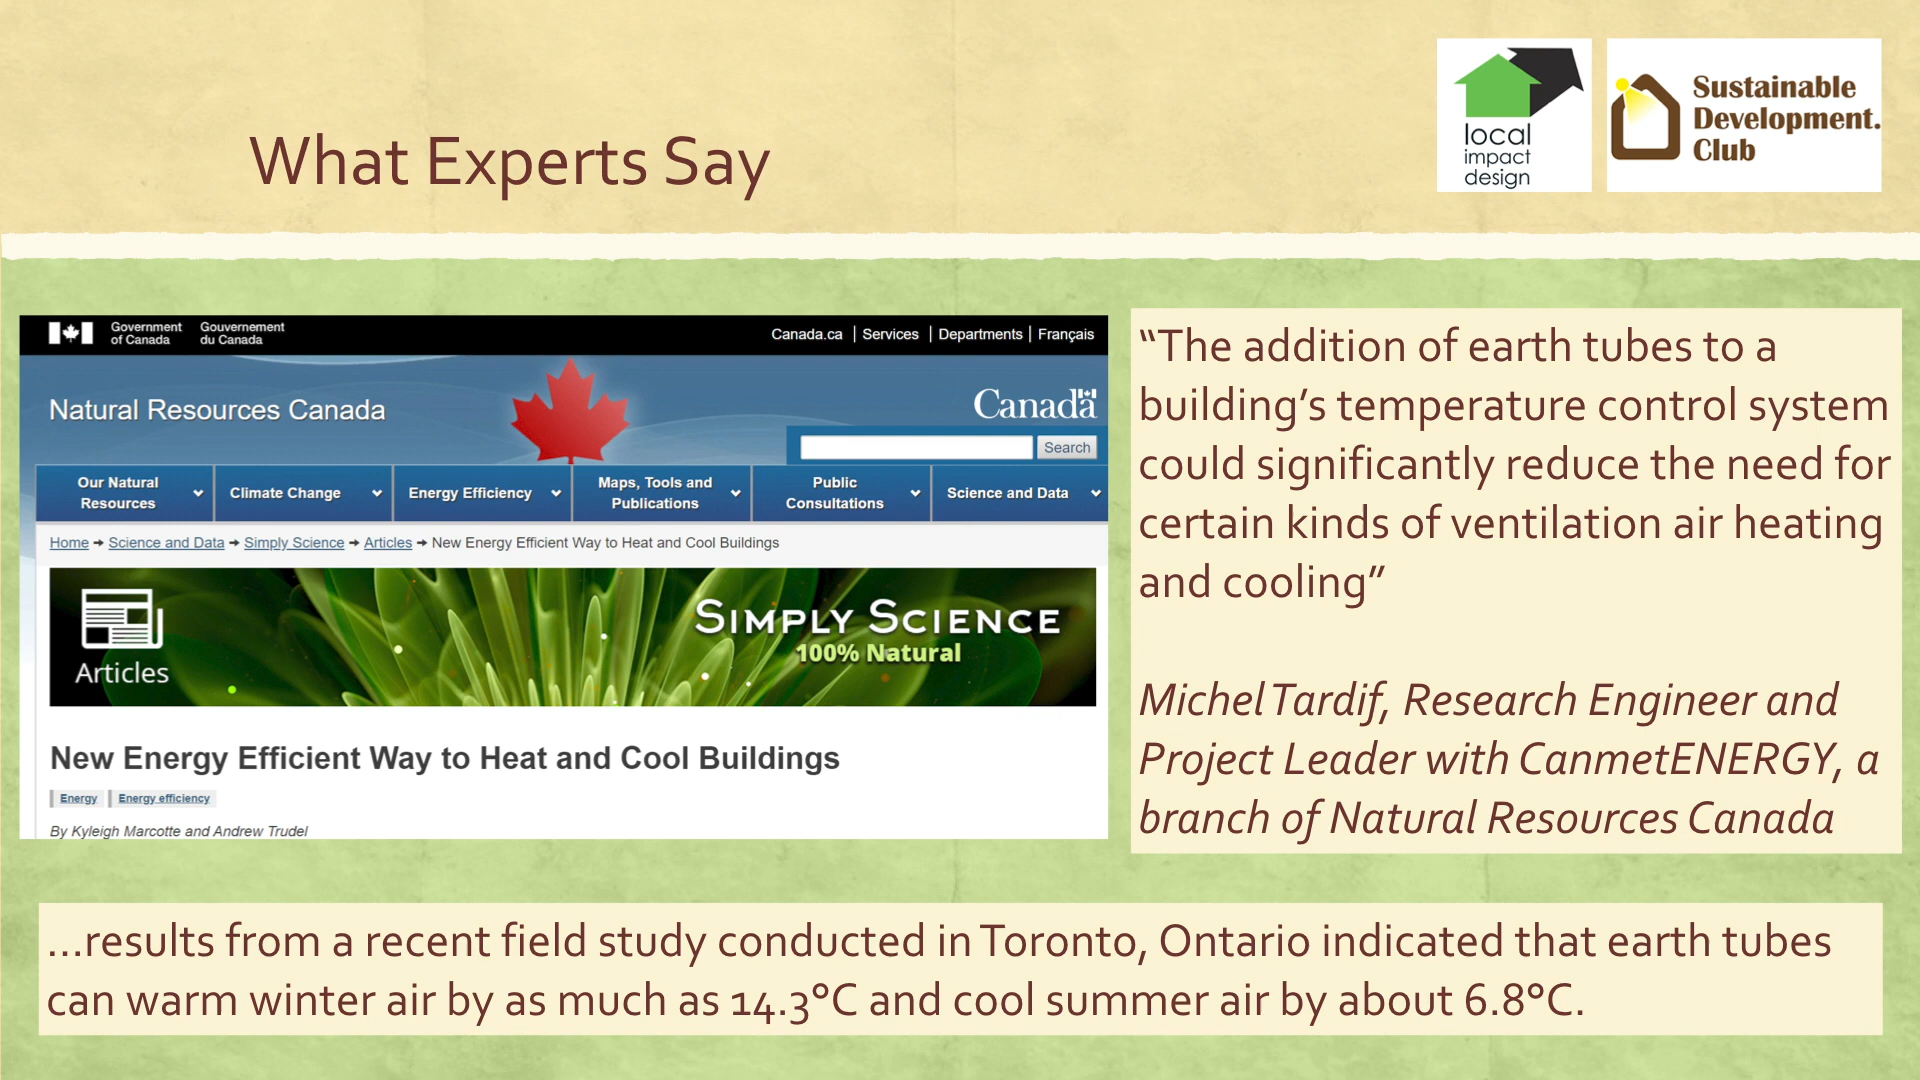 What Experts Say
local
impact
design
Sustainable
Development.
Club
Government
of Canada
Gouvernement
du Canada
Canada.ca | Services | Departments | Français
Natural Resources Canada
Canada
Search
Our Natural
Resources
Climate Change
Energy Efficiency
Maps, Tools and
Publications
Public
Consultations
Science and Data
Home → Science and Data → Simply Science → Articles → New Energy Efficient Way to Heat and Cool Buildings
Articles
SIMPLY SCIENCE
100% Natural
New Energy Efficient Way to Heat and Cool Buildings
Energy
Energy efficiency
By Kyleigh Marcotte and Andrew Trudel
“The addition of earth tubes to a
building’s temperature control system
could significantly reduce the need for
certain kinds of ventilation air heating
and cooling”
Michel Tardif, Research Engineer and
Project Leader with CanmetENERGY, a
branch of Natural Resources Canada
...results from a recent field study conducted in Toronto, Ontario indicated that earth tubes
can warm winter air by as much as 14.3°C and cool summer air by about 6.8°C.